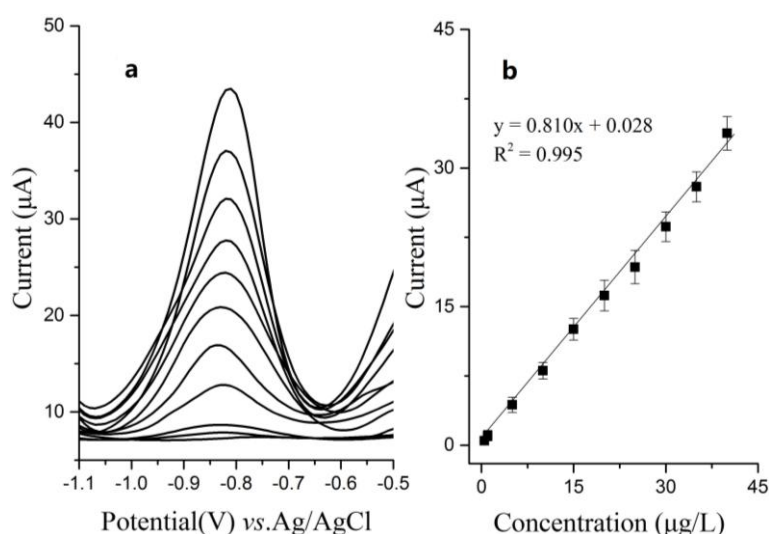 a
50
40
30
20
10
Current (μA)
-1.1
-1.0
-0.9
-0.8
-0.7
-0.6
-0.5
Potential(V) vs.Ag/AgCl
b
y = 0.810x + 0.028
R² = 0.995
45
30
15
0
Current (μA)
0
15
30
45
Concentration (μg/L)